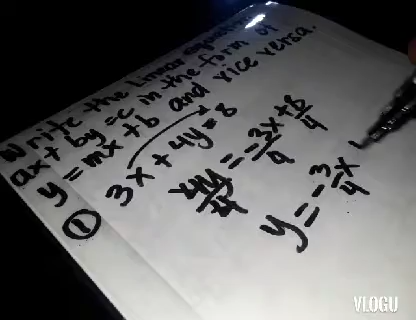 Write the linear equation
ax + by = c in the form of
y = mx + b and vice versa.
① 3x + 4y = 8
4y/4 = -3x/4 + 8/4
y = -3/4 x
VLOGU